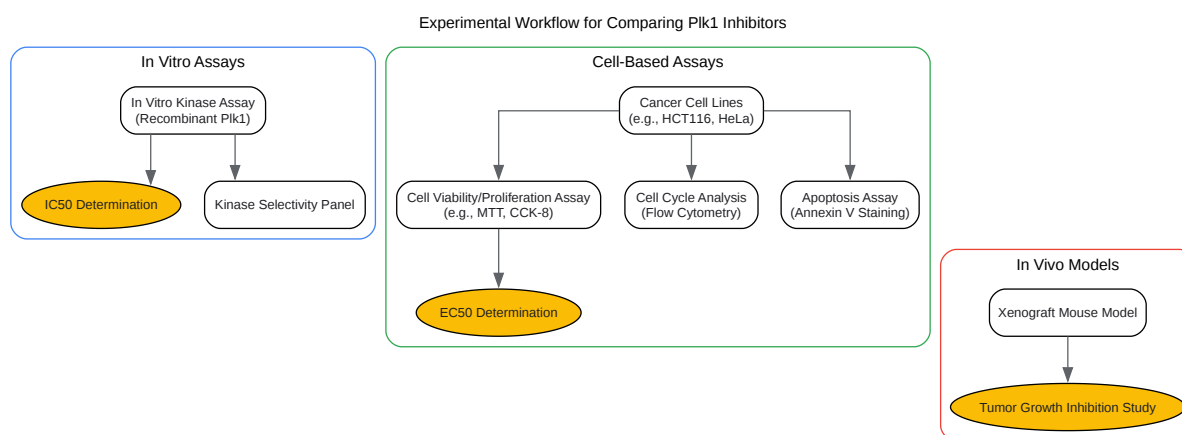 Experimental Workflow for Comparing Plk1 Inhibitors
In Vitro Assays
In Vitro Kinase Assay
(Recombinant Plk1)
IC50 Determination
Kinase Selectivity Panel
Cell-Based Assays
Cancer Cell Lines
(e.g., HCT116, HeLa)
Cell Viability/Proliferation Assay
(e.g., MTT, CCK-8)
Cell Cycle Analysis
(Flow Cytometry)
Apoptosis Assay
(Annexin V Staining)
EC50 Determination
In Vivo Models
Xenograft Mouse Model
Tumor Growth Inhibition Study